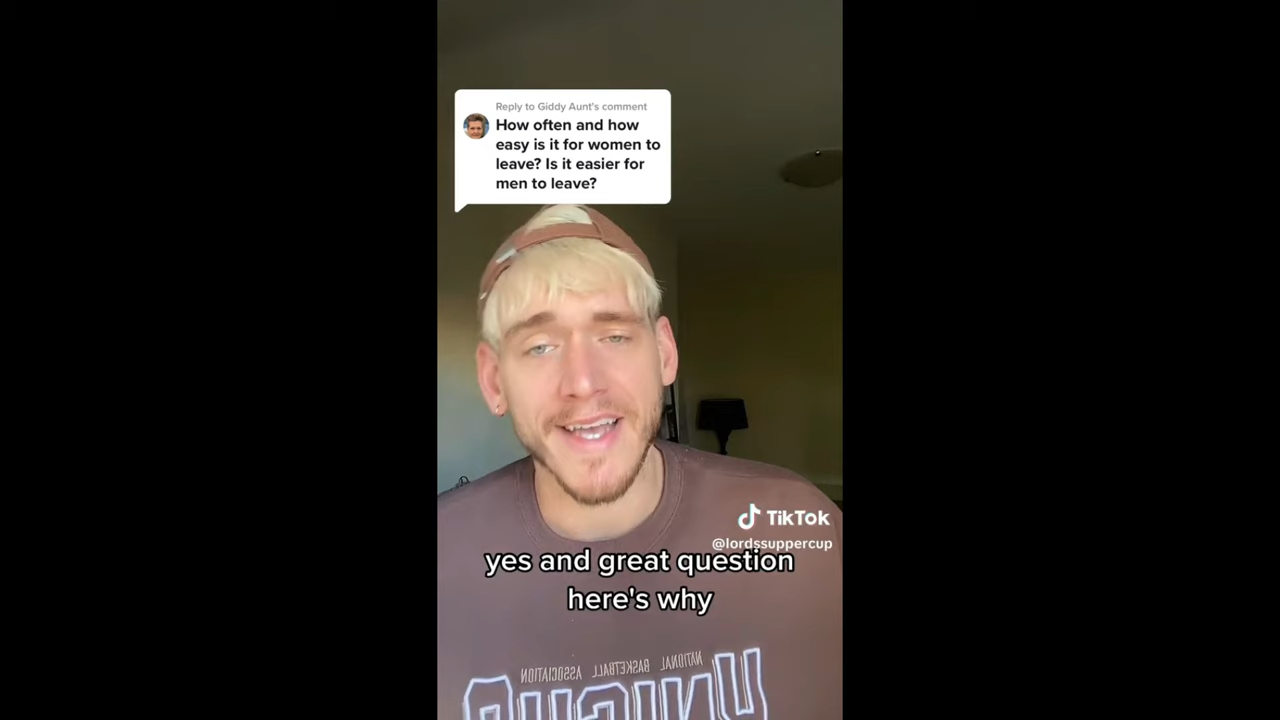 Reply to Giddy Aunt's comment
How often and how
easy is it for women to
leave? Is it easier for
men to leave?
TikTok
@lordssuppercup
yes and great question
here's why
NATIONAL BASKETBALL ASSOCIATION